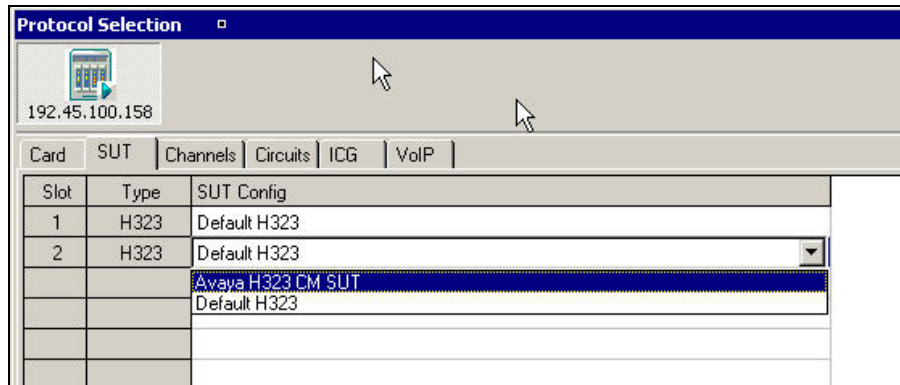 Protocol Selection
192.45.100.158
Card SUT Channels Circuits ICG VoIP
Slot Type SUT Config
1 H323 Default H323
2 H323 Default H323
Avaya H323 CM SUT
Default H323